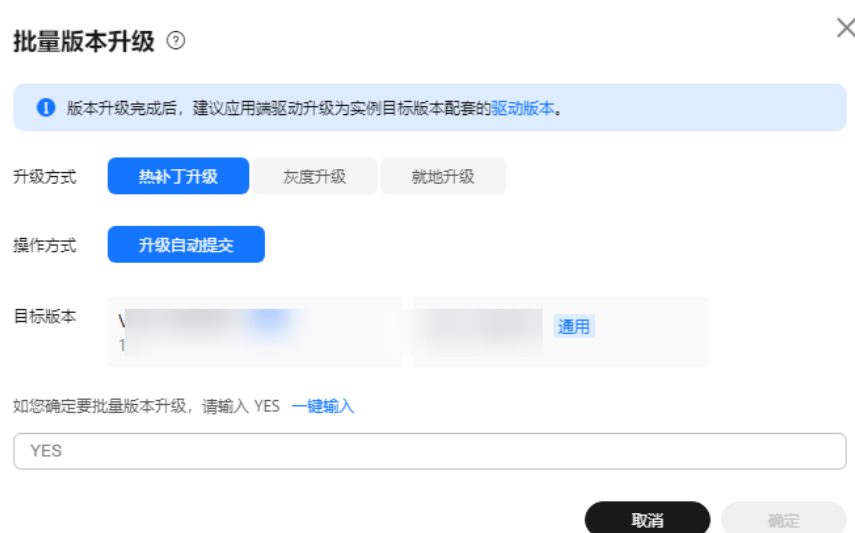 批量版本升级
版本升级完成后，建议应用端驱动升级为实例目标版本配套的驱动版本。
升级方式 热补丁升级 灰度升级 就地升级
操作方式 升级自动提交
目标版本 通用
如您确定要批量版本升级，请输入 YES 一键输入
YES
取消 确定